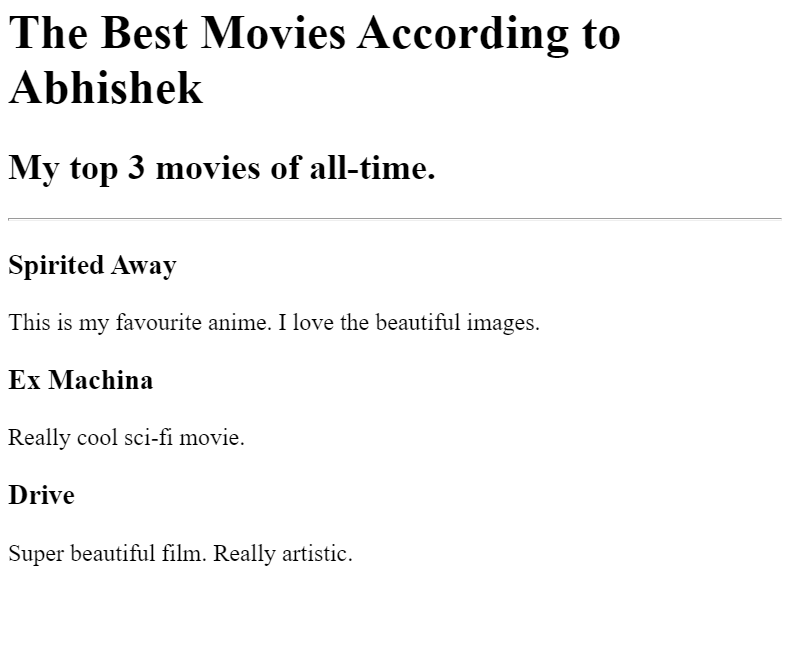 The Best Movies According to
Abhishek
My top 3 movies of all-time.
Spirited Away
This is my favourite anime. I love the beautiful images.
Ex Machina
Really cool sci-fi movie.
Drive
Super beautiful film. Really artistic.